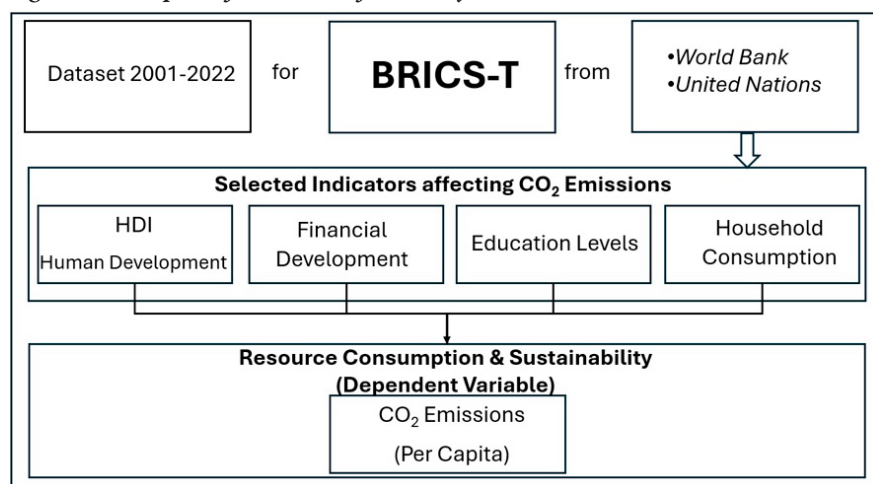 Dataset 2001-2022
for
BRICS-T
from
•World Bank
•United Nations
Selected Indicators affecting CO₂ Emissions
HDI
Human Development
Financial
Development
Education Levels
Household
Consumption
Resource Consumption & Sustainability
(Dependent Variable)
CO₂ Emissions
(Per Capita)